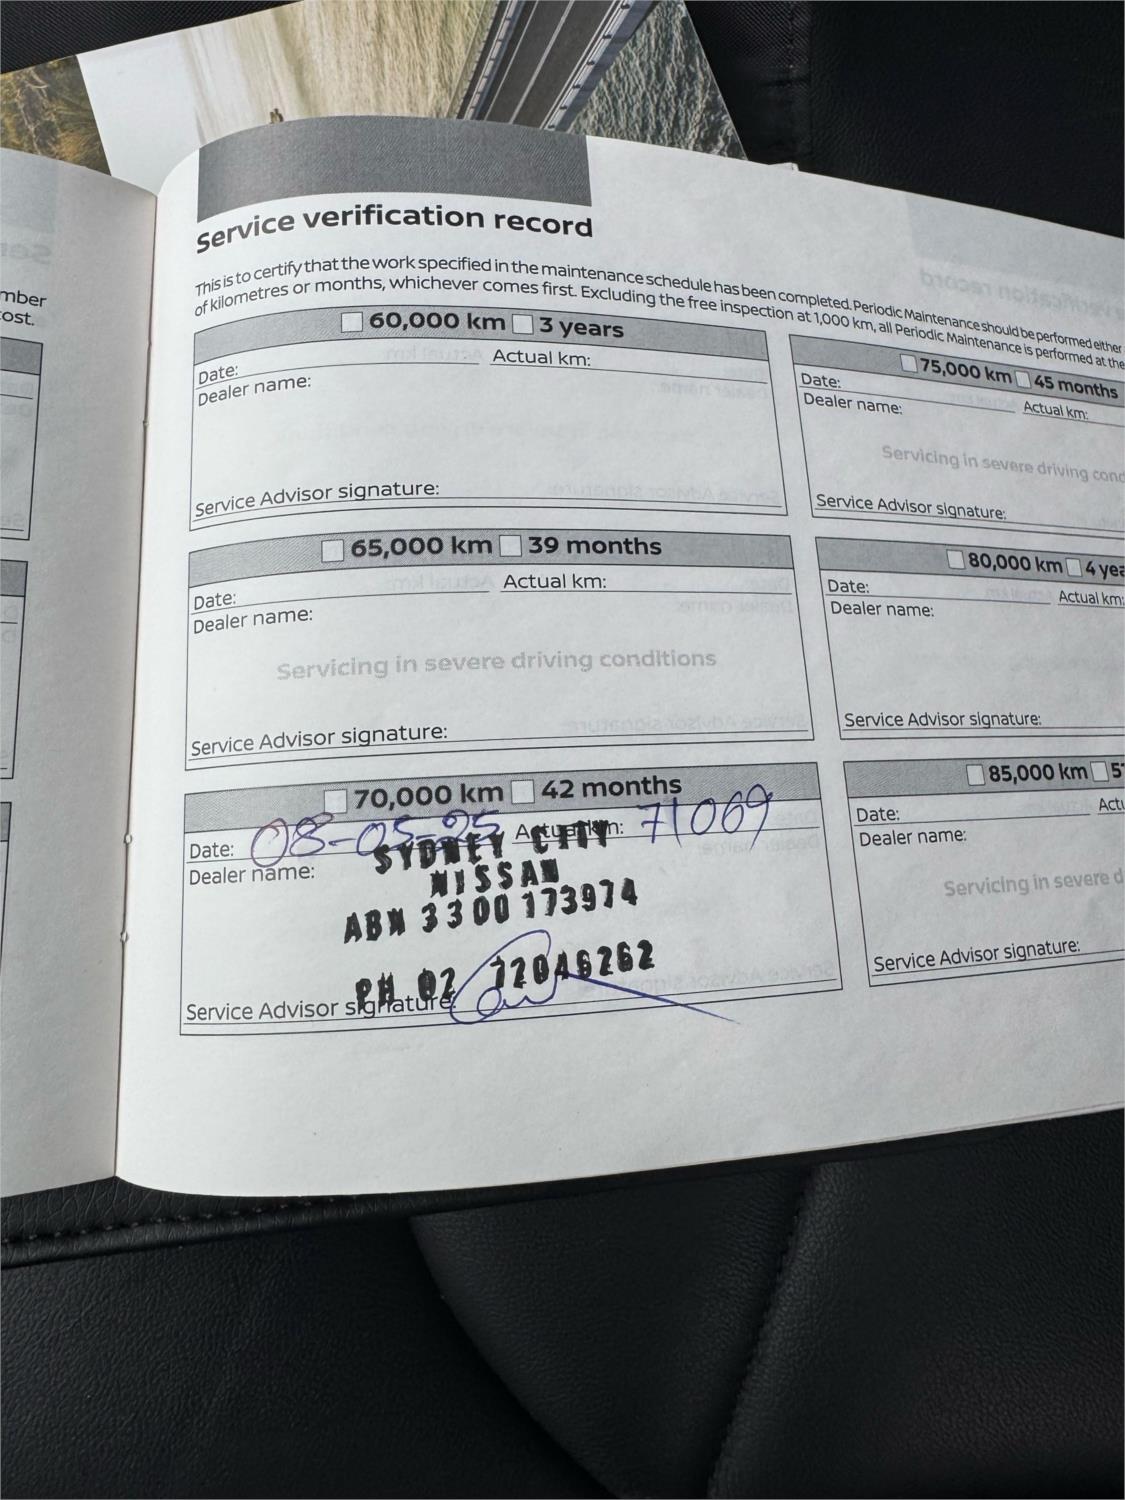 Service verification record
This is to certify that the work specified in the maintenance schedule has been completed. Periodic Maintenance should be performed either
of kilometres or months, whichever comes first. Excluding the free inspection at 1,000 km, all Periodic Maintenance is performed at the
mber
ost.
60,000 km 3 years
Date: Actual km:
Dealer name:
Service Advisor signature:
65,000 km 39 months
Date: Actual km:
Dealer name:
Servicing in severe driving conditions
Service Advisor signature:
70,000 km 42 months
Date: 08-05-25 Actual km: 71069
Dealer name:
SYDNEY CITY
NISSAN
ABN 3300 173974
PH 02 72046262
Service Advisor signature:
75,000 km 45 months
Date: Actual km:
Dealer name:
Servicing in severe driving cond
Service Advisor signature:
80,000 km 4 yea
Date: Actual km:
Dealer name:
Service Advisor signature:
85,000 km 5
Date: Actu
Dealer name:
Servicing in severe d
Service Advisor signature: